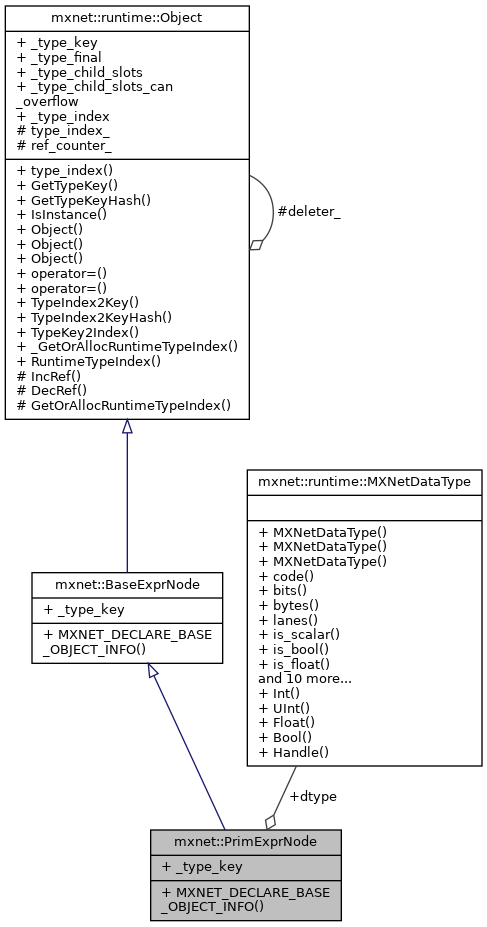 mxnet::runtime::Object
+ _type_key
+ _type_final
+ _type_child_slots
+ _type_child_slots_can
_overflow
+ _type_index
# type_index_
# ref_counter_
+ type_index()
+ GetTypeKey()
+ GetTypeKeyHash()
+ IsInstance()
+ Object()
+ Object()
+ Object()
+ operator=()
+ operator=()
+ TypeIndex2Key()
+ TypeIndex2KeyHash()
+ TypeKey2Index()
+ _GetOrAllocRuntimeTypeIndex()
+ RuntimeTypeIndex()
# IncRef()
# DecRef()
# GetOrAllocRuntimeTypeIndex()
#deleter_
mxnet::runtime::MXNetDataType
+ MXNetDataType()
+ MXNetDataType()
+ MXNetDataType()
+ code()
+ bits()
+ bytes()
+ lanes()
+ is_scalar()
+ is_bool()
+ is_float()
and 10 more...
+ Int()
+ UInt()
+ Float()
+ Bool()
+ Handle()
mxnet::BaseExprNode
+ _type_key
+ MXNET_DECLARE_BASE
_OBJECT_INFO()
+dtype
mxnet::PrimExprNode
+ _type_key
+ MXNET_DECLARE_BASE
_OBJECT_INFO()